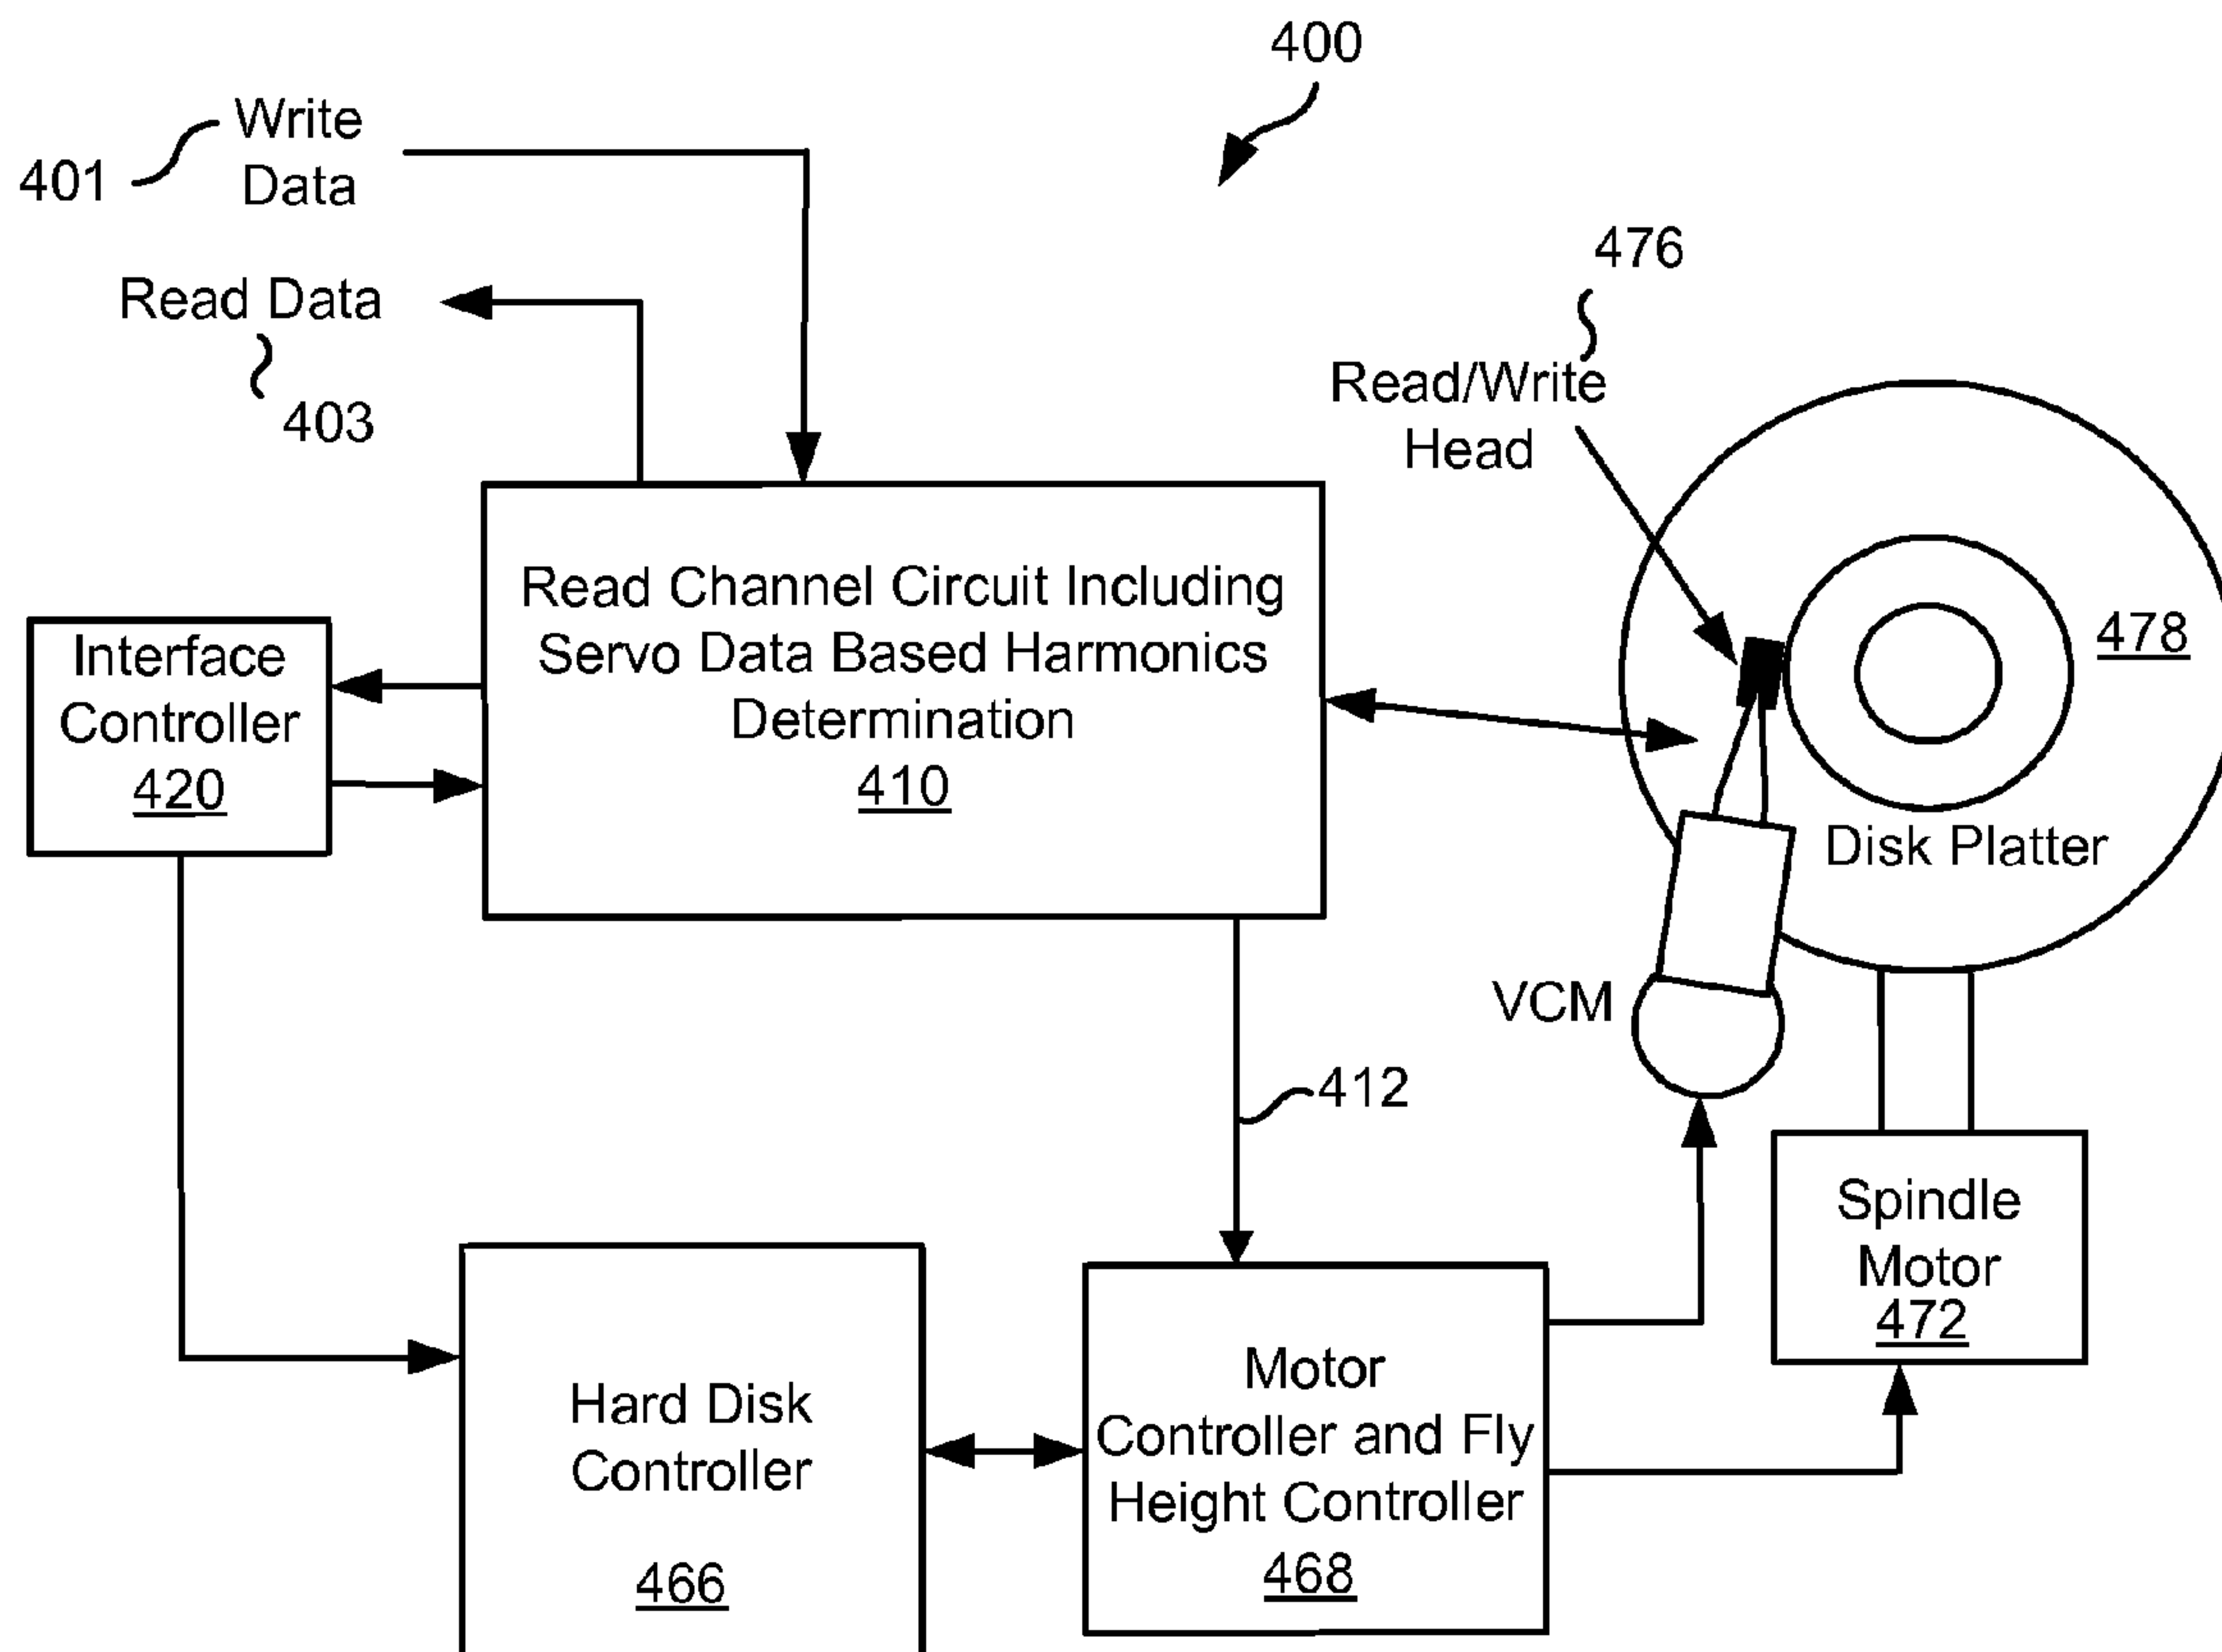 400
Write
Data
401
Read Data
403
476
Read/Write
Head
Read Channel Circuit Including
Servo Data Based Harmonics
Determination
410
Interface
Controller
420
478
Disk Platter
VCM
412
Spindle
Motor
472
Hard Disk
Controller
466
Motor
Controller and Fly
Height Controller
468